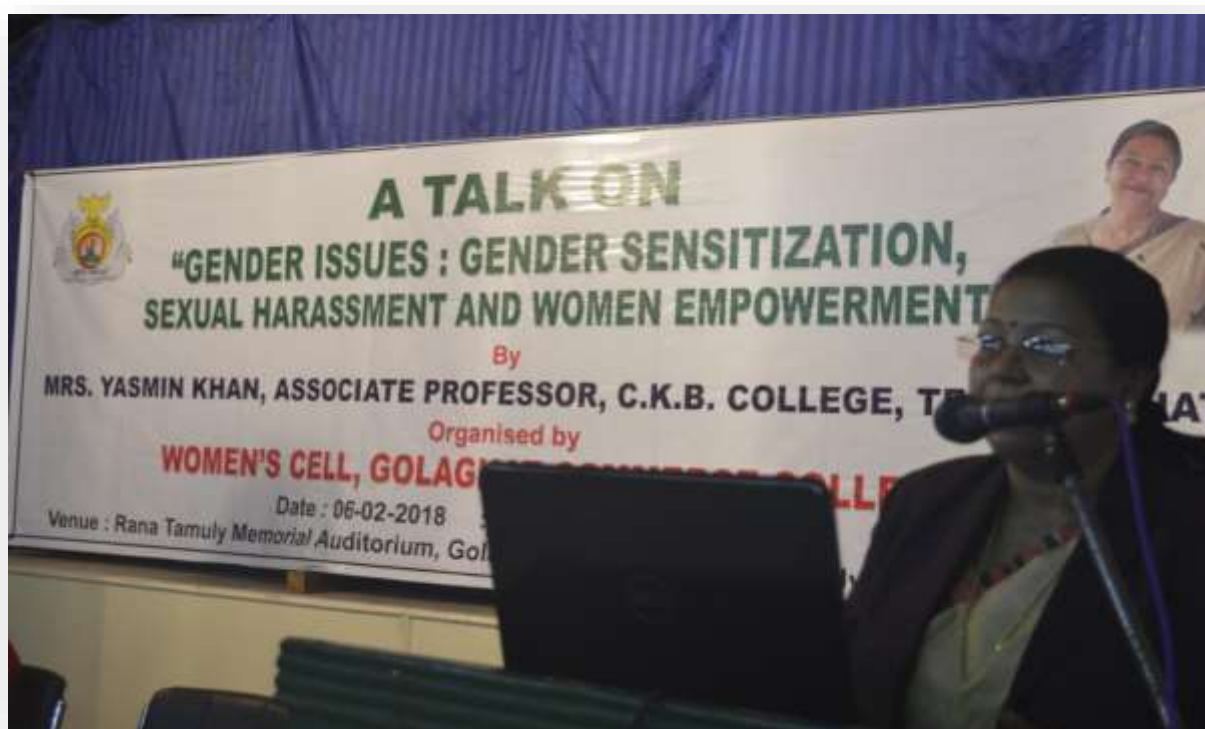 A TALK ON
“GENDER ISSUES : GENDER SENSITIZATION,
SEXUAL HARASSMENT AND WOMEN EMPOWERMENT
By
MRS. YASMIN KHAN, ASSOCIATE PROFESSOR, C.K.B. COLLEGE,
Organised by
WOMEN'S CELL,
Date : 06-02-2018
Venue : Rana Tamuly Memorial Auditorium,